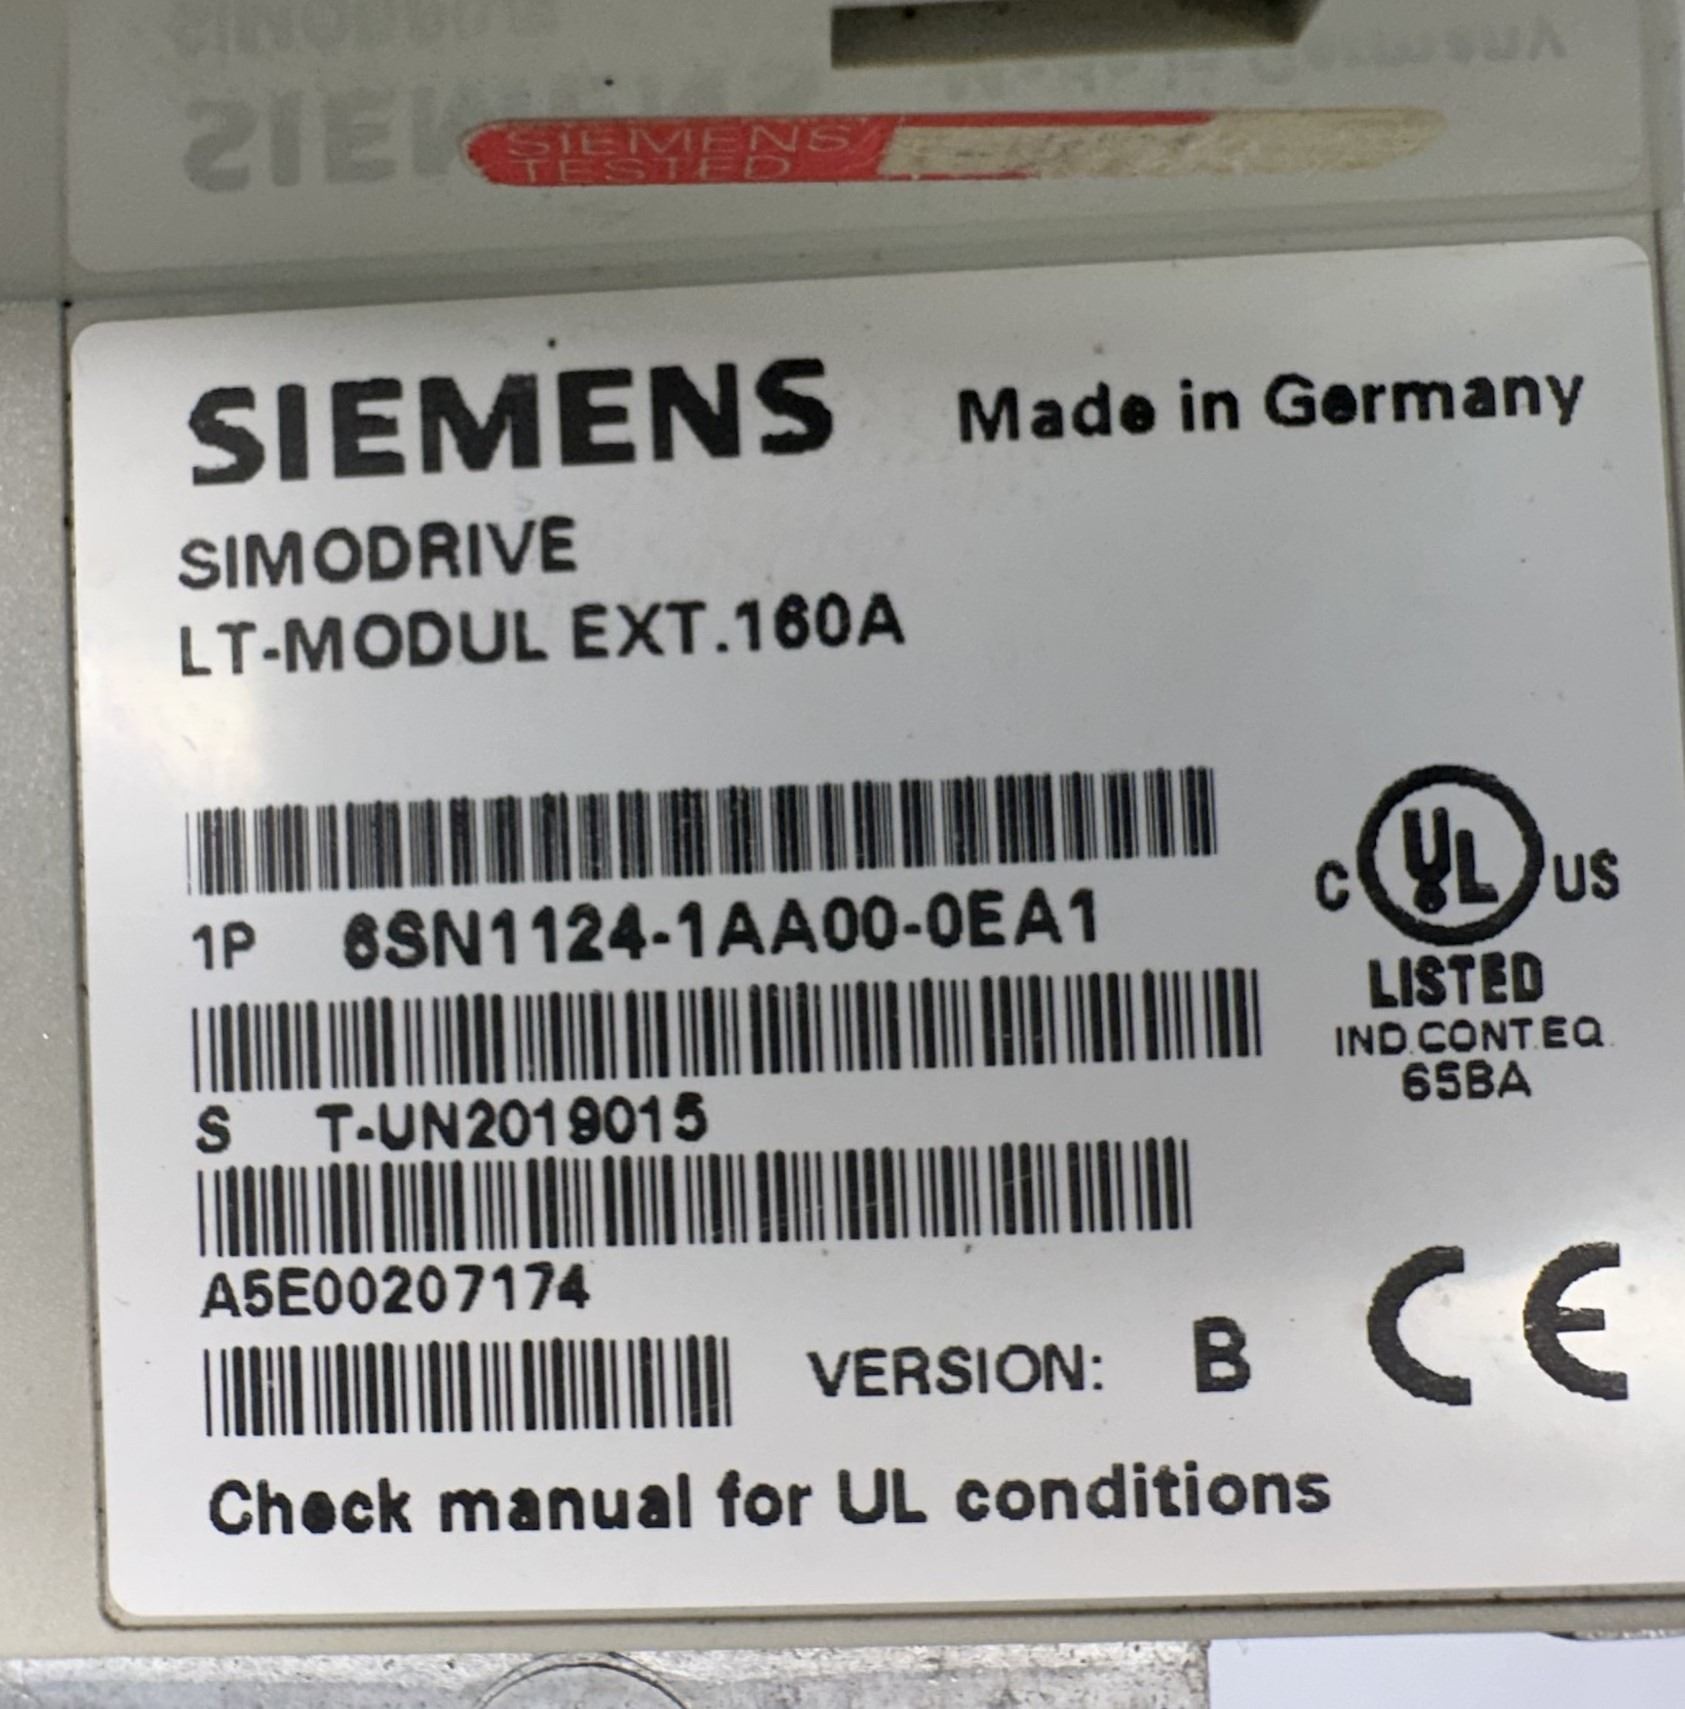 SIEMENS
TESTED
SIEMENS Made in Germany
SIMODRIVE
LT-MODUL EXT.160A
1P 6SN1124-1AA00-0EA1
C UL US
LISTED
IND.CONT.EQ.
65BA
S T-UN2019015
A5E00207174
VERSION: B CE
Check manual for UL conditions